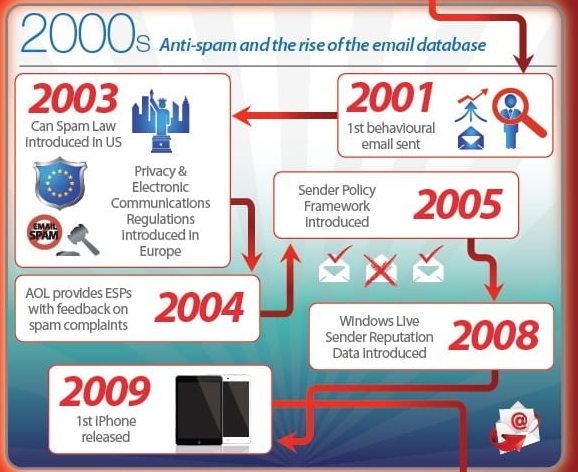 2000s Anti-spam and the rise of the email database
2001
1st behavioural
email sent
2003
Can Spam Law
Introduced in US
Privacy &
Electronic
Communications
Regulations
introduced in
Europe
EMAIL
SPAM
AOL provides ESPs
with feedback on
spam complaints
2004
Sender Policy
Framework
introduced
2005
Windows Live
Sender Reputation
Data introduced
2008
2009
1st iPhone
released
@